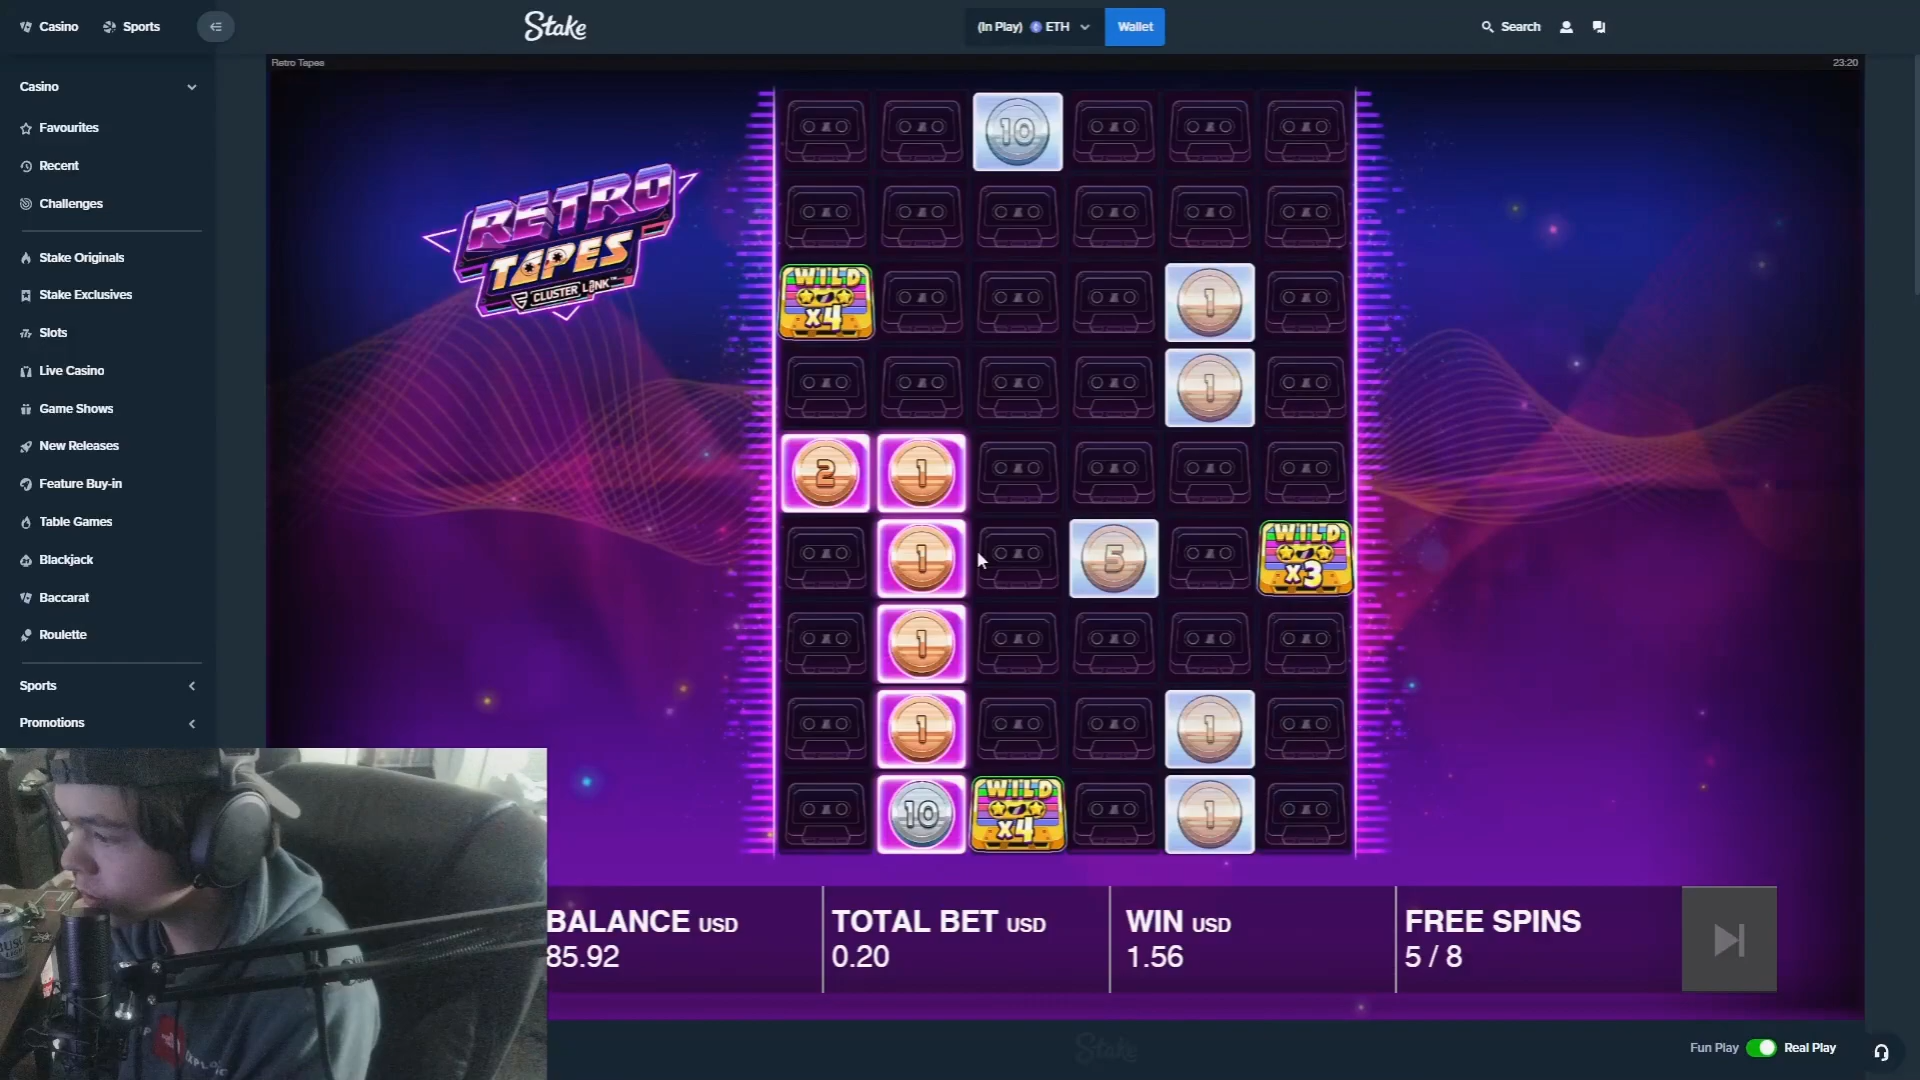 Casino
Sports
Stake
(In Play) ETH
Wallet
Search
Retro Tapes
23:20
Casino
Favourites
Recent
Challenges
Stake Originals
Stake Exclusives
Slots
Live Casino
Game Shows
New Releases
Feature Buy-in
Table Games
Blackjack
Baccarat
Roulette
Sports
Promotions
RETRO
TAPES
CLUSTER LINK™
10
WILD
x4
1
1
2
1
1
5
WILD
x3
1
1
1
10
WILD
x4
1
BALANCE USD
85.92
TOTAL BET USD
0.20
WIN USD
1.56
FREE SPINS
5 / 8
Stake
Fun Play
Real Play